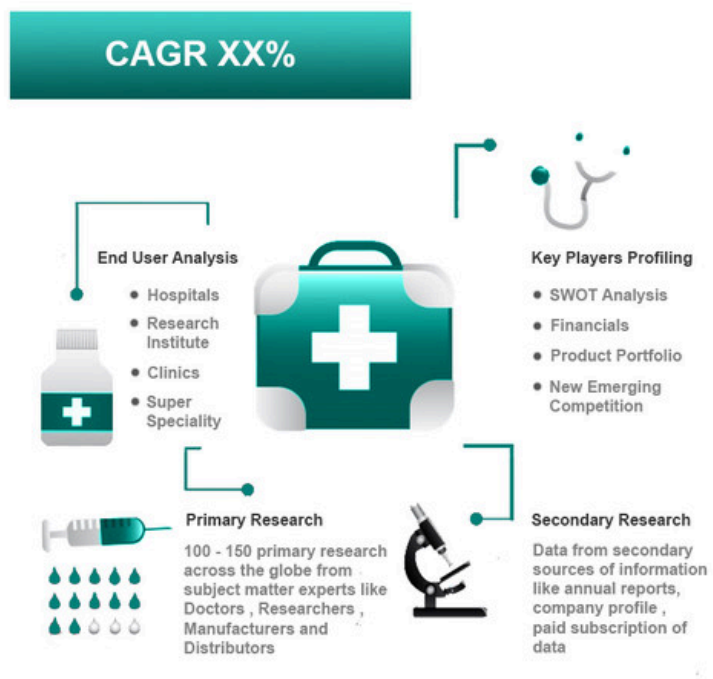 CAGR XX%
End User Analysis
Hospitals
Research
Institute
Clinics
Super
Speciality
Key Players Profiling
SWOT Analysis
Financials
Product Portfolio
New Emerging
Competition
Primary Research
100 - 150 primary research
across the globe from
subject matter experts like
Doctors , Researchers ,
Manufacturers and
Distributors
Secondary Research
Data from secondary
sources of information
like annual reports,
company profile ,
paid subscription of
data